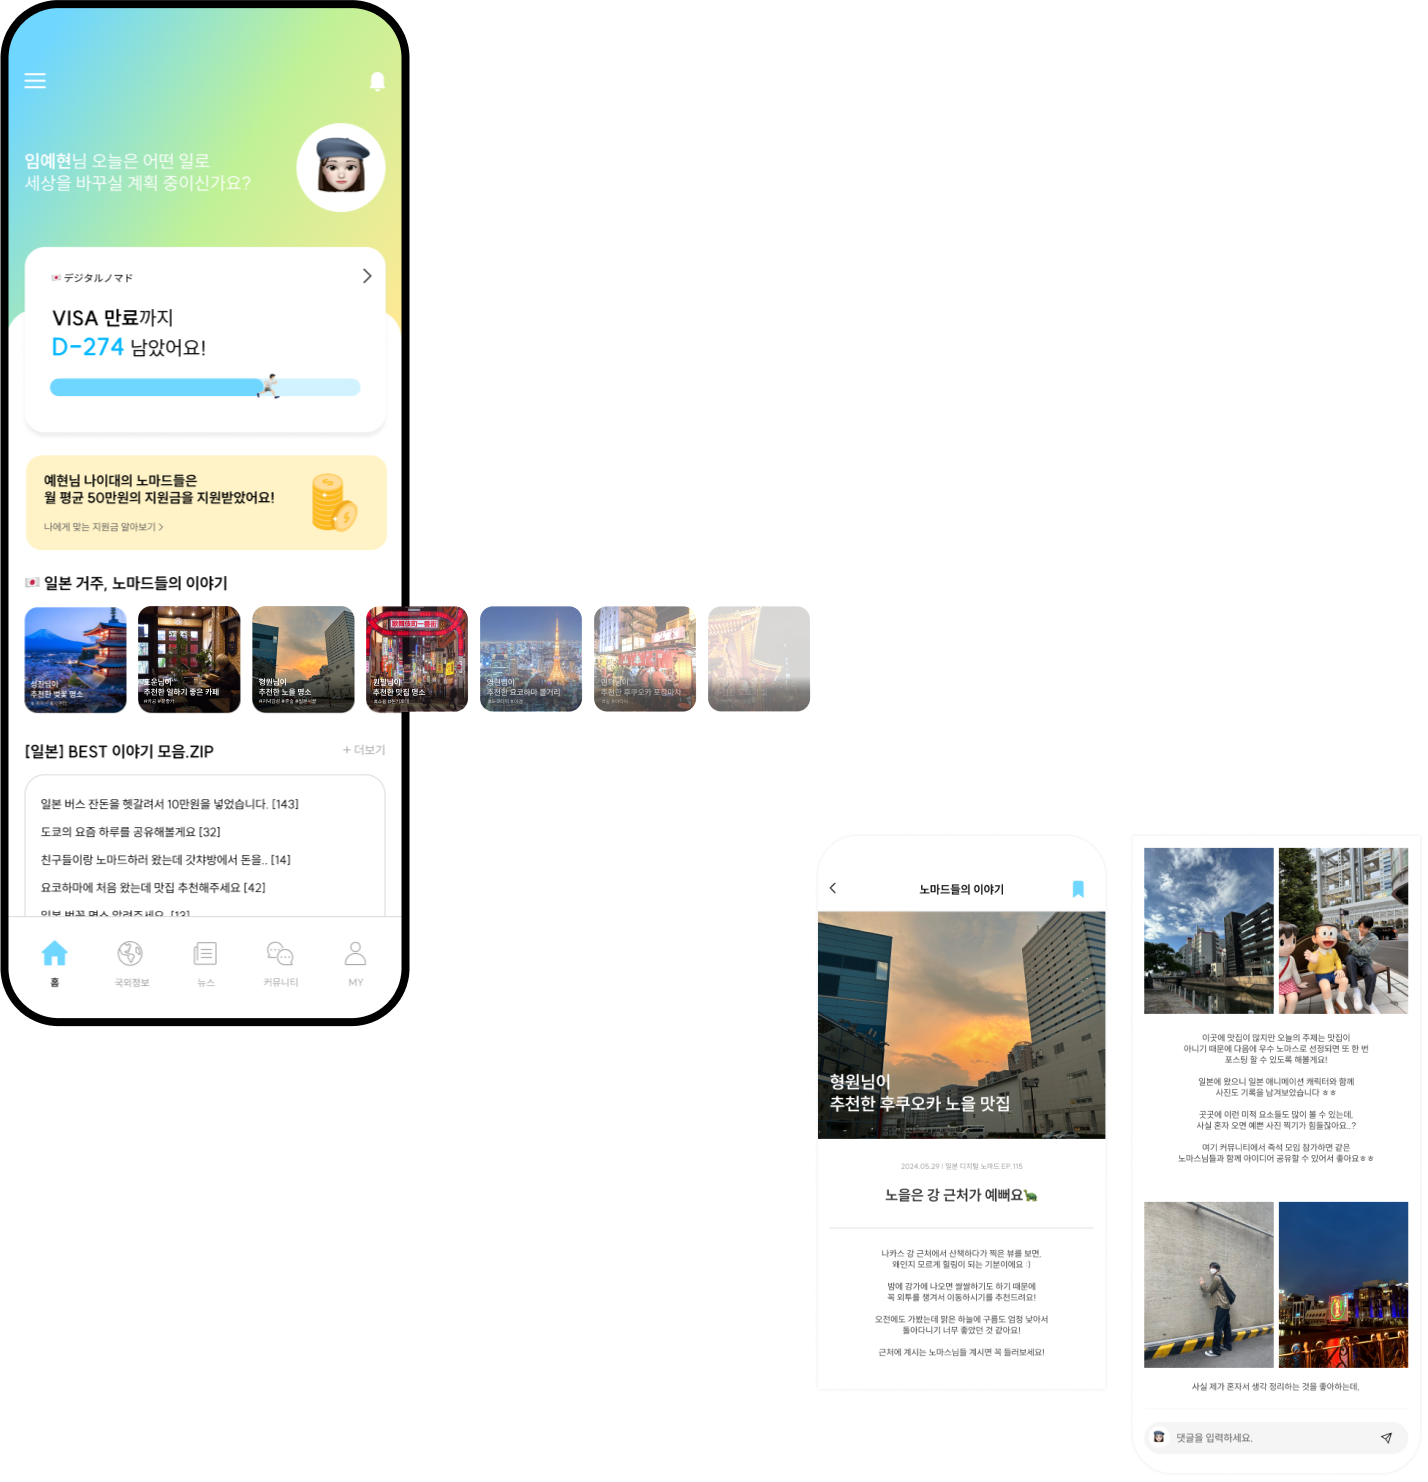 임예현님 오늘은 어떤 일로
세상을 바꾸실 계획 중이신가요?
デジタルノマド
VISA 만료까지
D-274 남았어요!
예현님 나이대의 노마드들은
월 평균 50만원의 지원금을 지원받았어요!
나에게 맞는 지원금 알아보기 >
일본 거주, 노마드들의 이야기
추천한 벚꽃 명소
추천한 일하기 좋은 카페
형원님이
추천한 노을 명소
歌舞伎町一番街
추천한 맛집 명소
추천한 요코하마 볼거리
추천한 후쿠오카 포장마차
[일본] BEST 이야기 모음.ZIP
+ 더보기
일본 버스 잔돈을 헷갈려서 10만원을 넣었습니다. [143]
도쿄의 요즘 하루를 공유해볼게요 [32]
친구들이랑 노마드하러 왔는데 갓챠방에서 돈을.. [14]
요코하마에 처음 왔는데 맛집 추천해주세요 [42]
일본 벚꽃 명소 알려주세요. [13]
홈
국외정보
뉴스
커뮤니티
MY
노마드들의 이야기
형원님이
추천한 후쿠오카 노을 맛집
2024.05.29 | 일본 디지털 노마드 EP.115
노을은 강 근처가 예뻐요
나카스 강 근처에서 산책하다가 찍은 뷰를 보면,
왜인지 모르게 힐링이 되는 기분이에요 :)
밤에 강가에 나오면 쌀쌀하기도 하기 때문에
꼭 외투를 챙겨서 이동하시기를 추천드려요!
오전에도 가봤는데 맑은 하늘에 구름도 엄청 낮아서
돌아다니기 너무 좋았던 것 같아요!
근처에 계시는 노마스님들 계시면 꼭 들러보세요!
이곳에 맛집이 많지만 오늘의 주제는 맛집이
아니기 때문에 다음에 우수 노마스로 선정되면 또 한 번
포스팅 할 수 있도록 해볼게요!
일본에 왔으니 일본 애니메이션 캐릭터와 함께
사진도 기록을 남겨보았습니다 ㅎㅎ
곳곳에 이런 미적 요소들도 많이 볼 수 있는데,
사실 혼자 오면 예쁜 사진 찍기가 힘들잖아요..?
여기 커뮤니티에서 즉석 모임 참가하면 같은
노마스님들과 함께 아이디어 공유할 수 있어서 좋아요ㅎㅎ
사실 제가 혼자서 생각 정리하는 것을 좋아하는데,
댓글을 입력하세요.